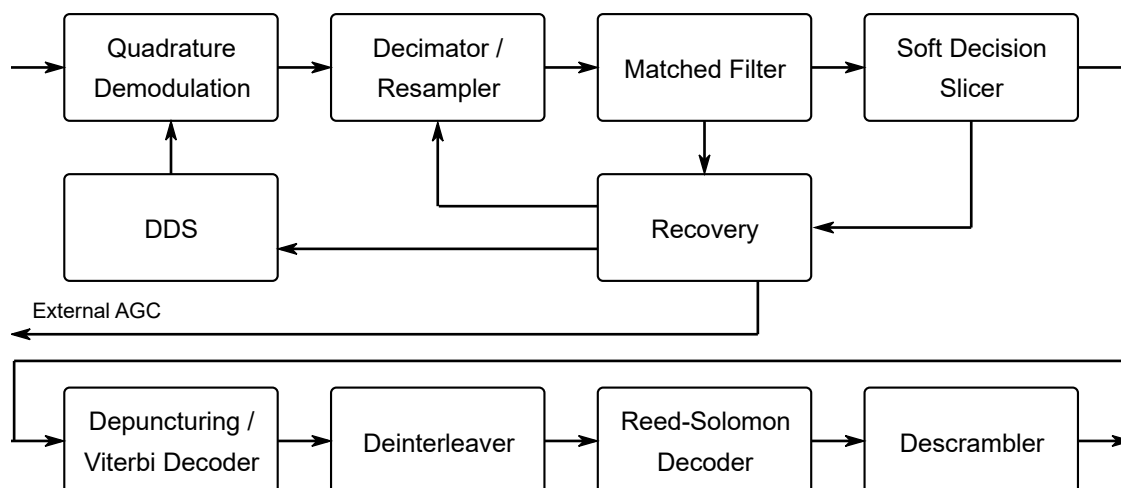 Quadrature
Demodulation
Decimator /
Resampler
Matched Filter
Soft Decision
Slicer
DDS
Recovery
External AGC
Depuncturing /
Viterbi Decoder
Deinterleaver
Reed-Solomon
Decoder
Descrambler